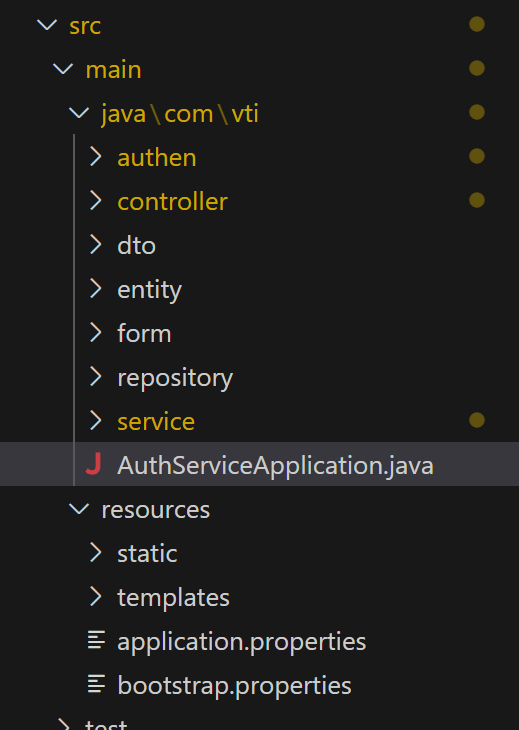 src
main
java\com\vti
authen
controller
dto
entity
form
repository
service
AuthServiceApplication.java
resources
static
templates
application.properties
bootstrap.properties
test